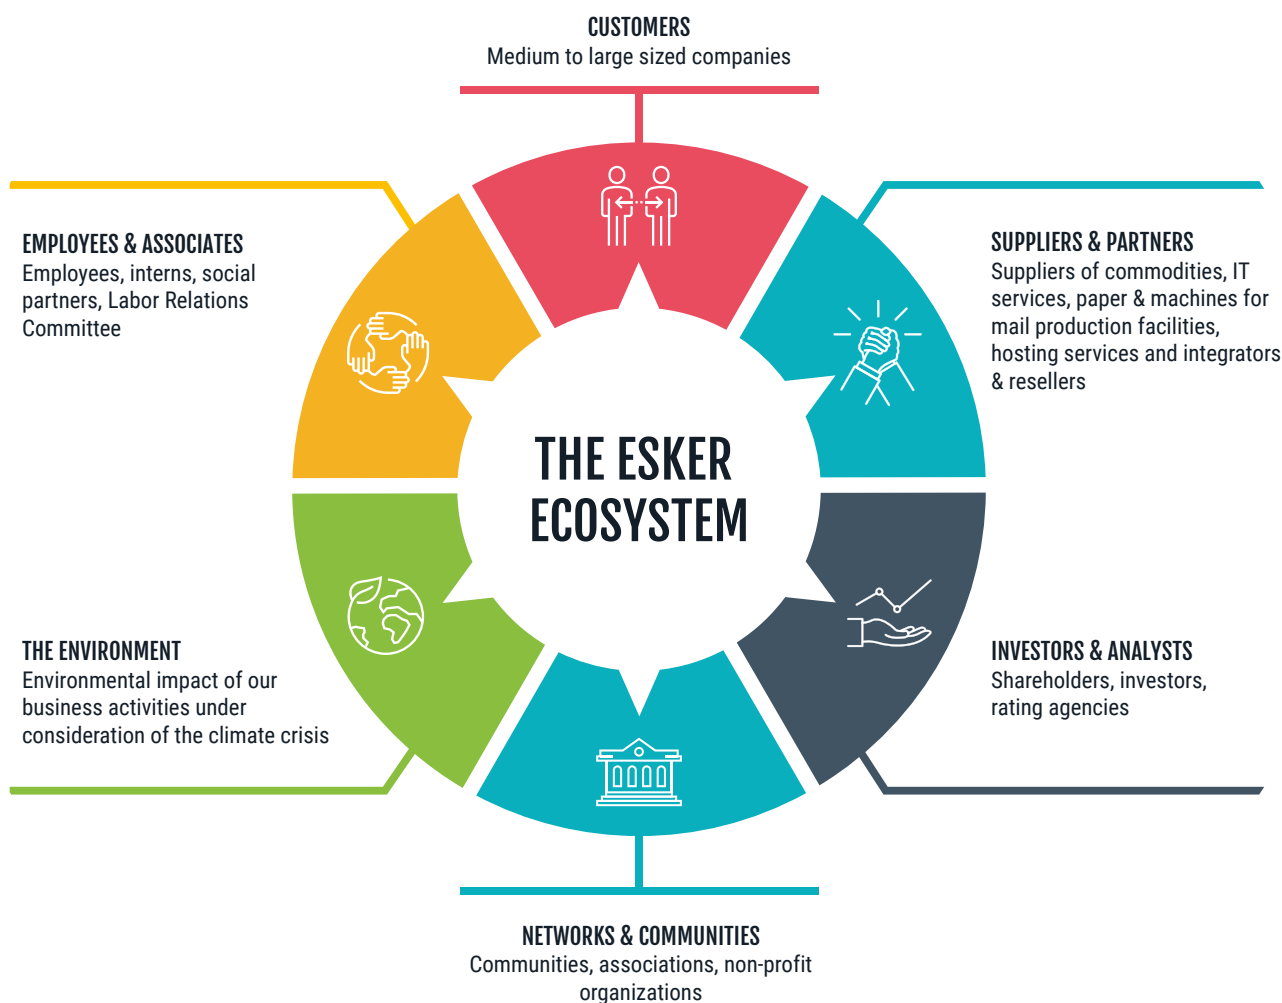 CUSTOMERS
Medium to large sized companies
EMPLOYEES & ASSOCIATES
Employees, interns, social
partners, Labor Relations
Committee
SUPPLIERS & PARTNERS
Suppliers of commodities, IT
services, paper & machines for
mail production facilities,
hosting services and integrators
& resellers
THE ESKER
ECOSYSTEM
THE ENVIRONMENT
Environmental impact of our
business activities under
consideration of the climate crisis
INVESTORS & ANALYSTS
Shareholders, investors,
rating agencies
NETWORKS & COMMUNITIES
Communities, associations, non-profit
organizations